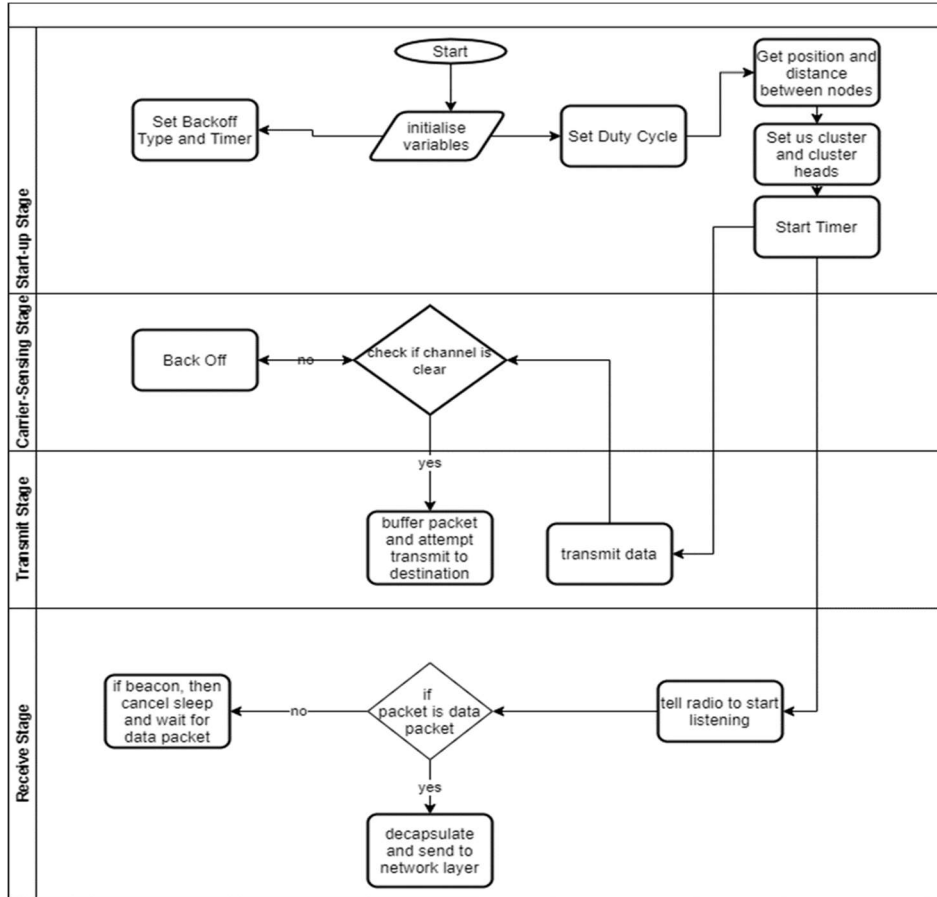 Start-up Stage
Start
initialise
variables
Set Backoff
Type and Timer
Set Duty Cycle
Get position and
distance
between nodes
Set us cluster
and cluster
heads
Start Timer
Carrier-Sensing Stage
Back Off
no
check if channel is
clear
yes
Transmit Stage
buffer packet
and attempt
transmit to
destination
transmit data
Receive Stage
if beacon, then
cancel sleep
and wait for
data packet
no
if
packet is data
packet
tell radio to start
listening
yes
decapsulate
and send to
network layer